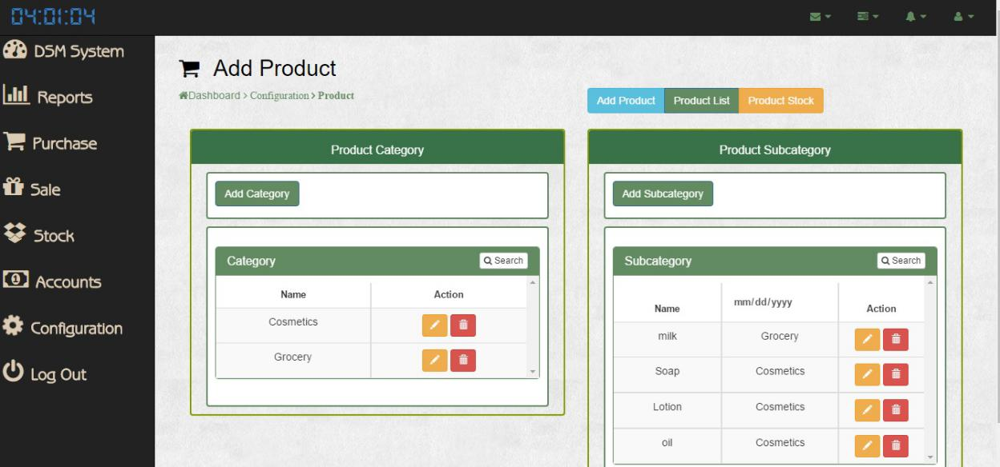 04:01:04
DSM System
Reports
Purchase
Sale
Stock
Accounts
Configuration
Log Out
Add Product
Dashboard > Configuration > Product
Add Product Product List Product Stock
Product Category
Add Category
Category Search
Name Action
Cosmetics
Grocery
Product Subcategory
Add Subcategory
Subcategory Search
Name mm/dd/yyyy Action
milk Grocery
Soap Cosmetics
Lotion Cosmetics
oil Cosmetics